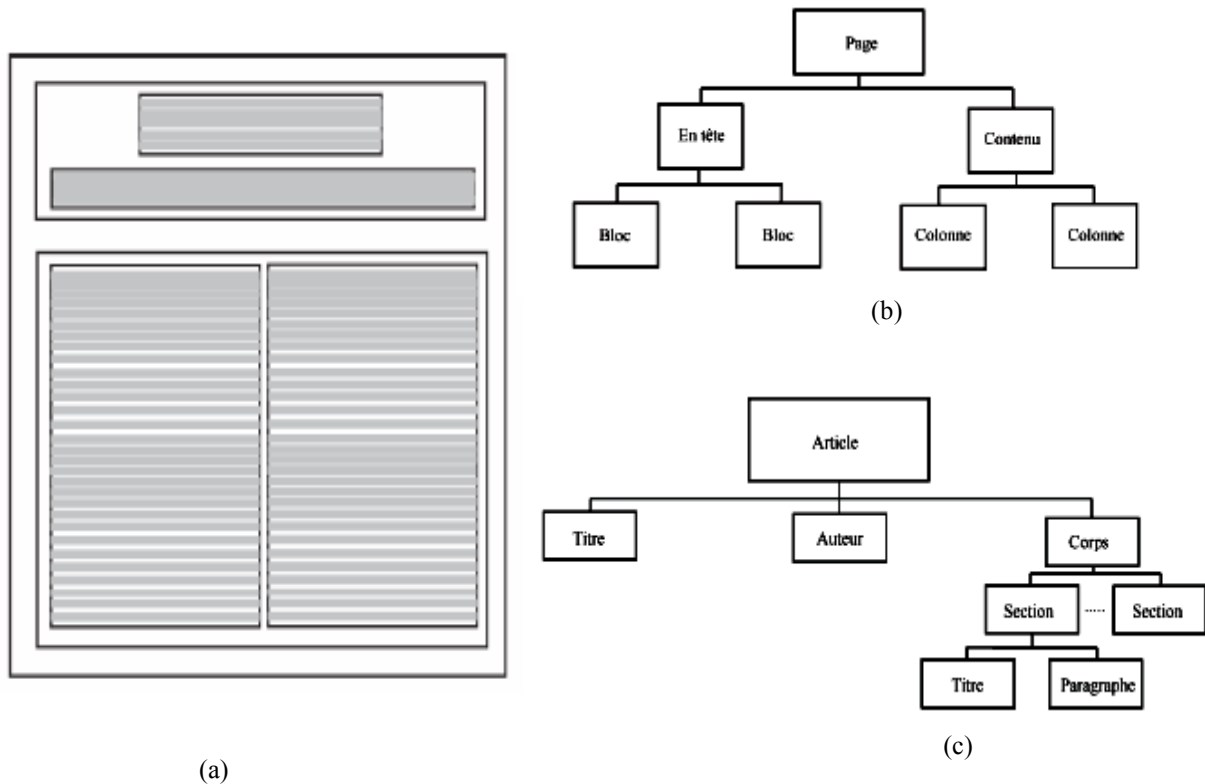 Page
En tête
Contenu
Bloc
Bloc
Colonne
Colonne
(b)
Article
Titre
Auteur
Corps
Section ..... Section
Titre
Paragraphe
(c)
(a)